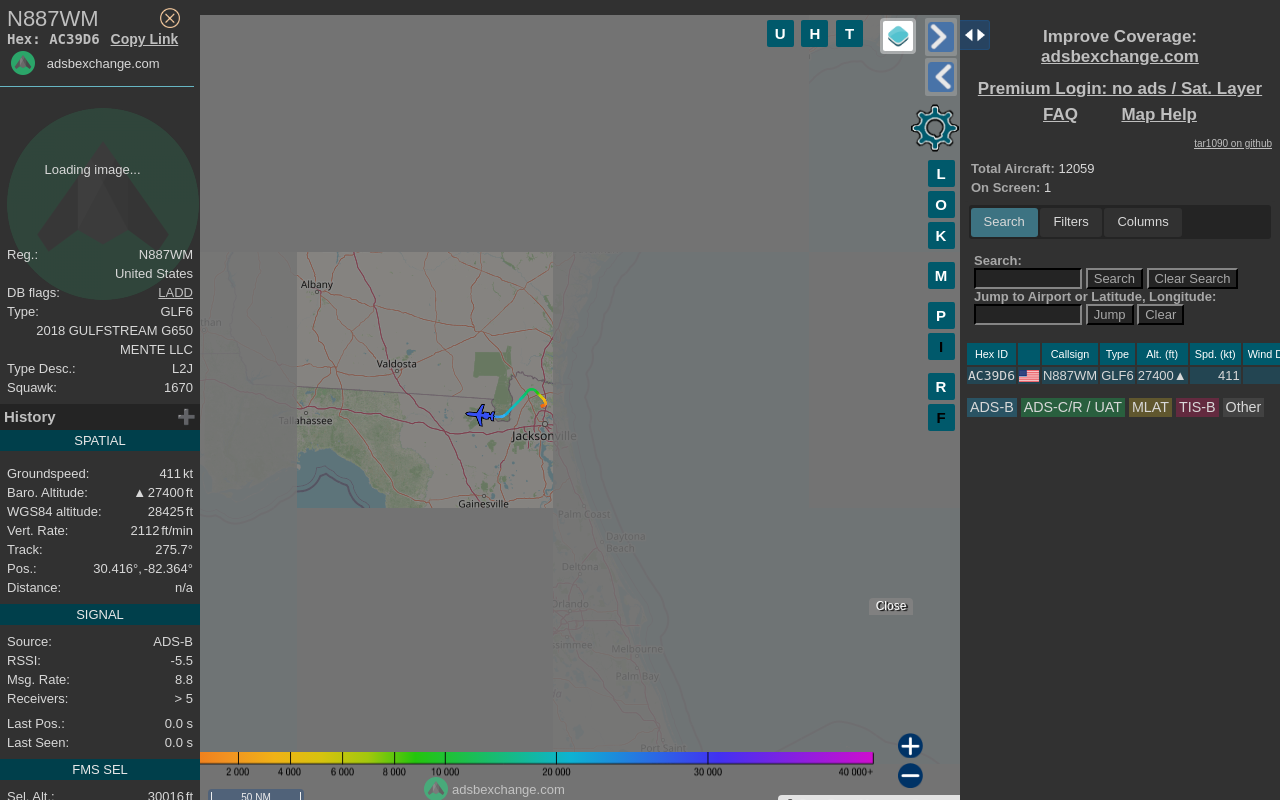 N887WM
Hex: AC39D6 Copy Link
adsbexchange.com
Loading image...
Reg.: N887WM
United States
DB flags: LADD
Type: GLF6
2018 GULFSTREAM G650
MENTE LLC
Type Desc.: L2J
Squawk: 1670
History
SPATIAL
Groundspeed: 411 kt
Baro. Altitude: ▲ 27400 ft
WGS84 altitude: 28425 ft
Vert. Rate: 2112 ft/min
Track: 275.7°
Pos.: 30.416°, -82.364°
Distance: n/a
SIGNAL
Source: ADS-B
RSSI: -5.5
Msg. Rate: 8.8
Receivers: > 5
Last Pos.: 0.0 s
Last Seen: 0.0 s
FMS SEL
Sel. Alt.: 30016 ft
U H T
L
O
K
M
P
I
R
F
Albany
Valdosta
Tallahassee
Jacksonville
Gainesville
Palm Coast
Daytona
Beach
Deltona
Orlando
Melbourne
Palm Bay
Port Saint
Close
2 000 4 000 6 000 8 000 10 000 20 000 30 000 40 000+
adsbexchange.com
50 NM
Improve Coverage:
adsbexchange.com
Premium Login: no ads / Sat. Layer
FAQ Map Help
tar1090 on github
Total Aircraft: 12059
On Screen: 1
Search Filters Columns
Search:
Search Clear Search
Jump to Airport or Latitude, Longitude:
Jump Clear
Hex ID Callsign Type Alt. (ft) Spd. (kt) Wind D
AC39D6 N887WM GLF6 27400▲ 411
ADS-B ADS-C/R / UAT MLAT TIS-B Other